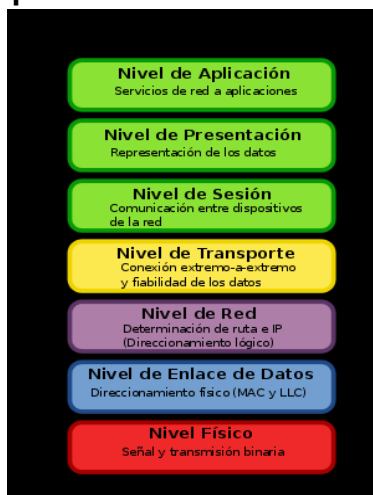 Nivel de Aplicación
Servicios de red a aplicaciones
Nivel de Presentación
Representación de los datos
Nivel de Sesión
Comunicación entre dispositivos
de la red
Nivel de Transporte
Conexión extremo-a-extremo
y fiabilidad de los datos
Nivel de Red
Determinación de ruta e IP
(Direccionamiento lógico)
Nivel de Enlace de Datos
Direccionamiento fisico (MAC y LLC)
Nivel Físico
Señal y transmisión binaria